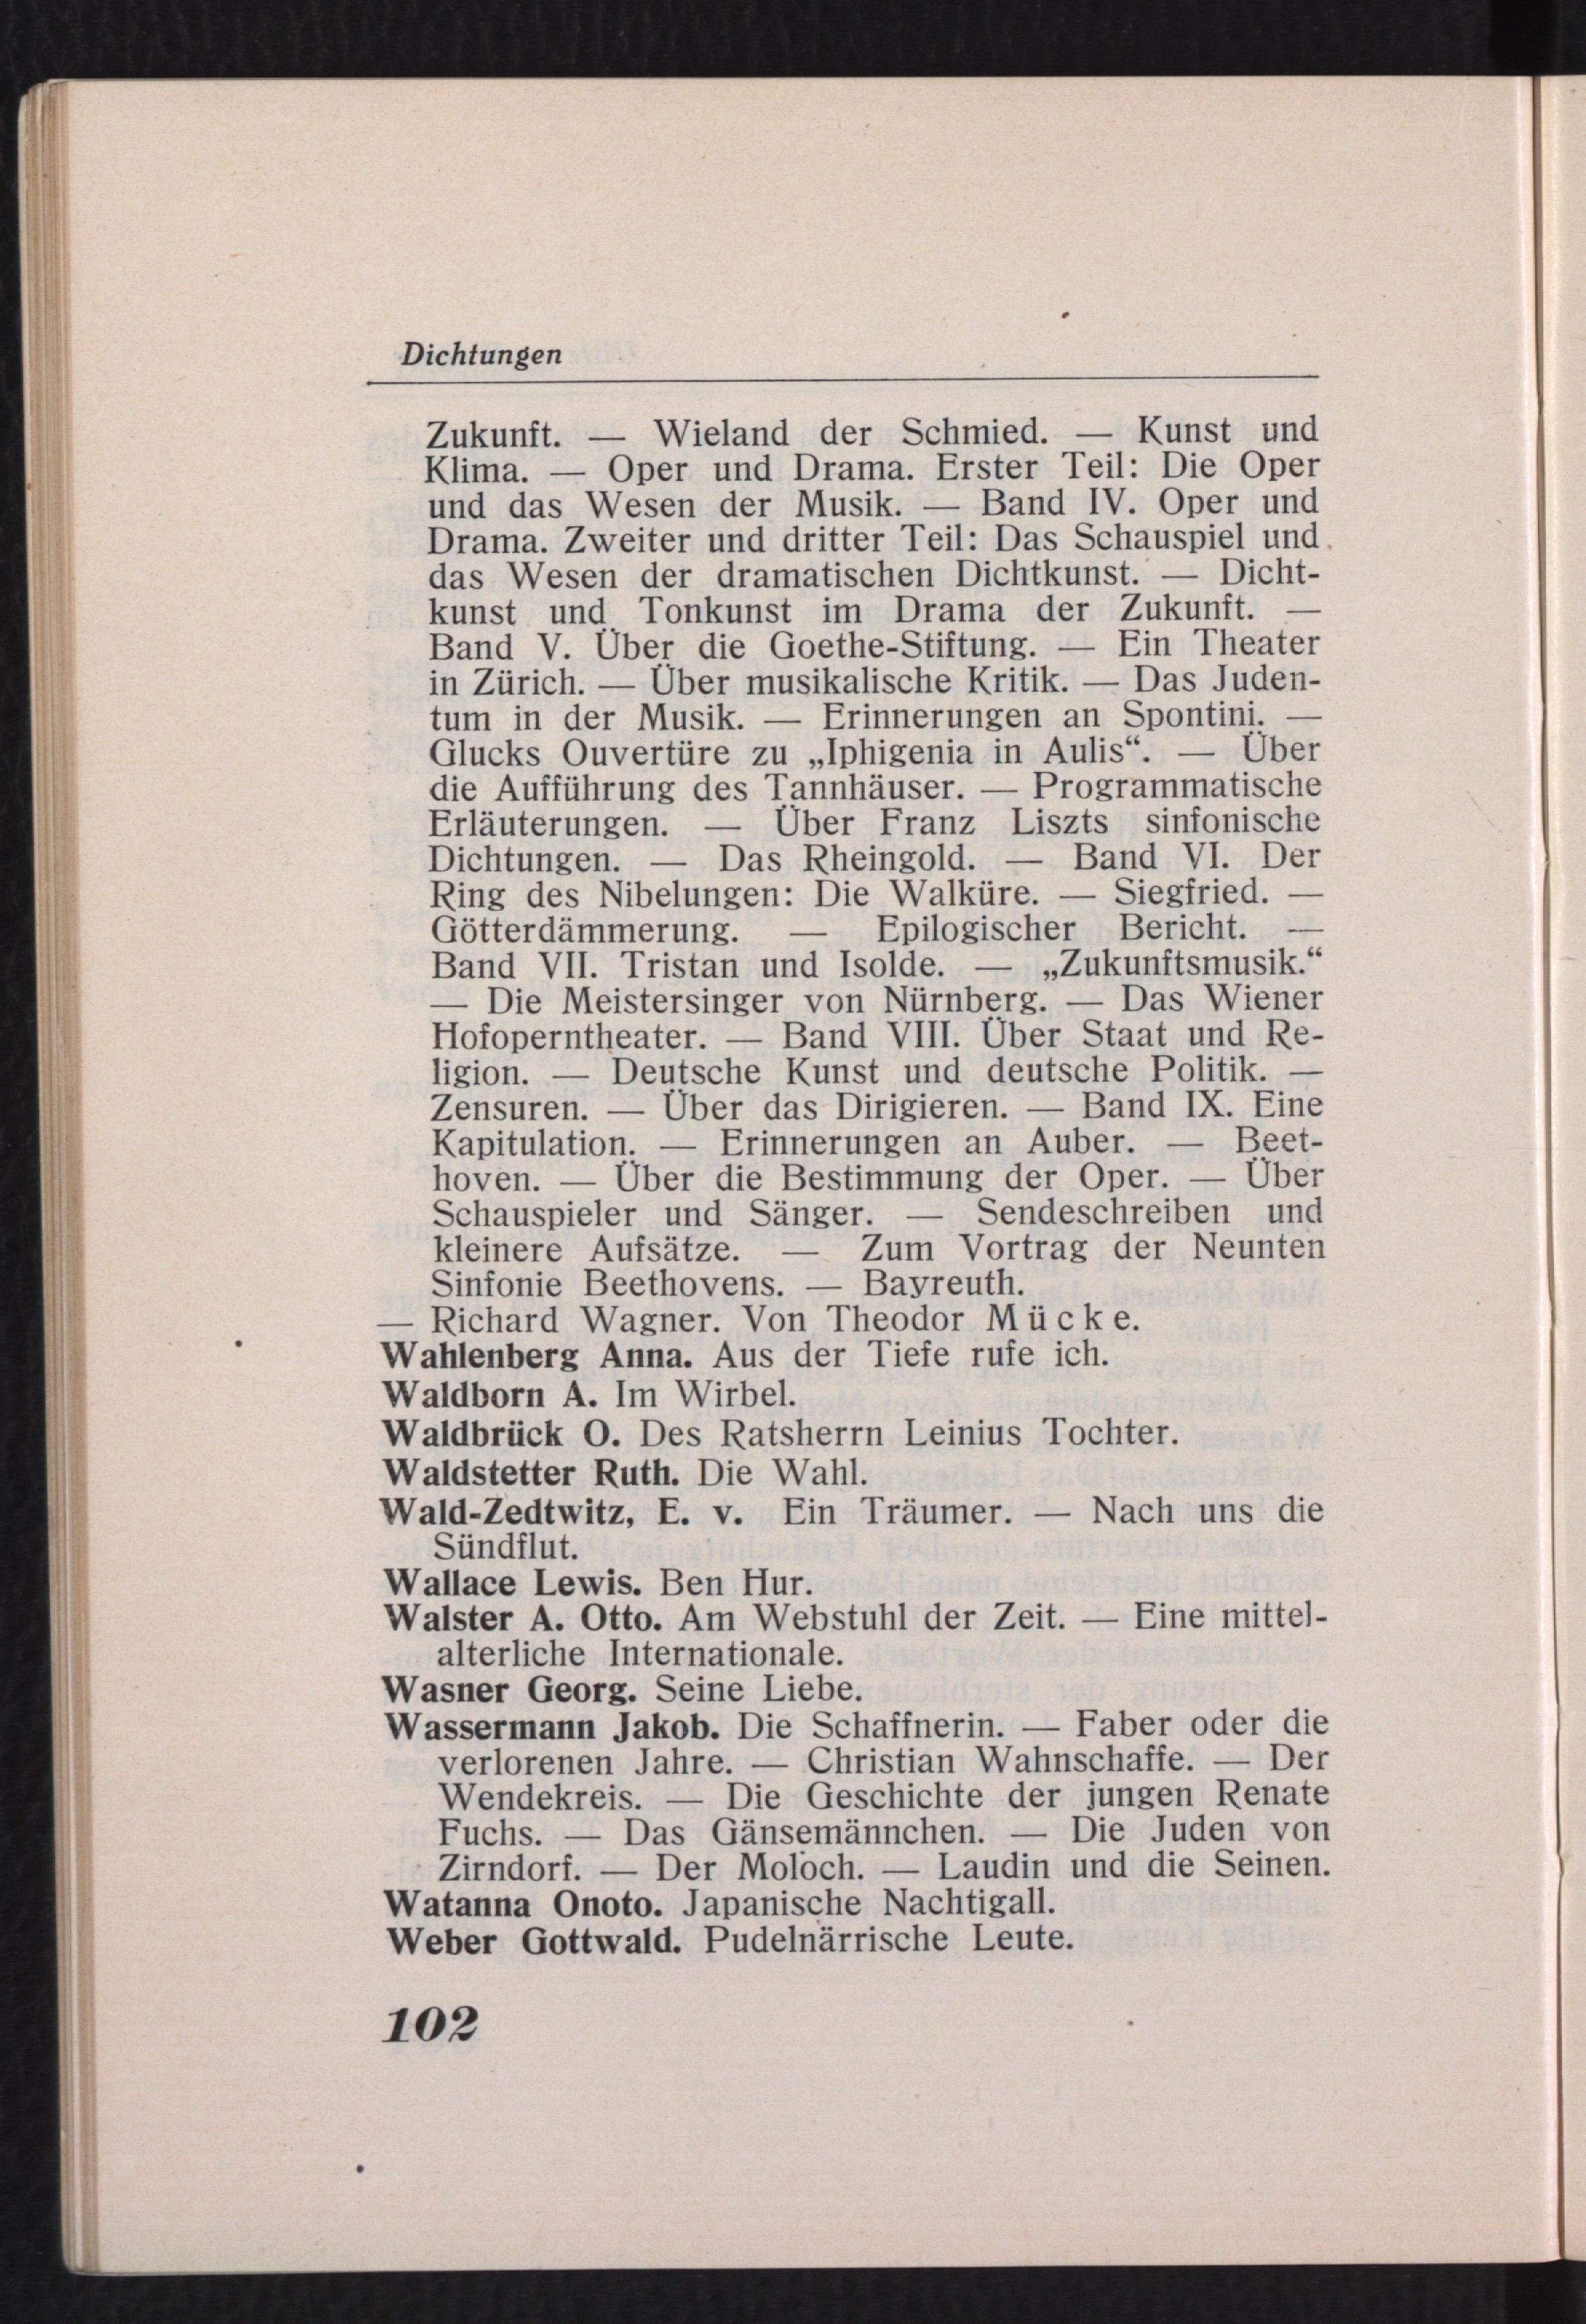 Dichtungen
Zukunft. — Wieland der Schmied. — Kunst und
Klima. — Oper und Drama. Erster Teil: Die Oper
und das Wesen der Musik. — Band IV. Oper und
Drama. Zweiter und dritter Teil: Das Schauspiel und
das Wesen der dramatischen Dichtkunst. — Dicht-
kunst und Tonkunst im Drama der Zukunft. —
Band V. Über die Goethe-Stiftung. — Ein Theater
in Zürich. — Über musikalische Kritik. — Das Juden-
tum in der Musik. — Erinnerungen an Spontini. —
Glucks Ouvertüre zu „Iphigenia in Aulis“. — Über
die Aufführung des Tannhäuser. — Programmatische
Erläuterungen. — Über Franz Liszts sinfonische
Dichtungen. — Das Rheingold. — Band VI. Der
Ring des Nibelungen: Die Walküre. — Siegfried. —
Götterdämmerung. — Epilogischer Bericht. —
Band VII. Tristan und Isolde. — „Zukunftsmusik.“
— Die Meistersinger von Nürnberg. — Das Wiener
Hofoperntheater. — Band VIII. Über Staat und Re-
ligion. — Deutsche Kunst und deutsche Politik. —
Zensuren. — Über das Dirigieren. — Band IX. Eine
Kapitulation. — Erinnerungen an Auber. — Beet-
hoven. — Über die Bestimmung der Oper. — Über
Schauspieler und Sänger. — Sendeschreiben und
kleinere Aufsätze. — Zum Vortrag der Neunten
Sinfonie Beethovens. — Bayreuth.
— Richard Wagner. Von Theodor Mücke.
Wahlenberg Anna. Aus der Tiefe rufe ich.
Waldborn A. Im Wirbel.
Waldbrück O. Des Ratsherrn Leinius Tochter.
Waldstetter Ruth. Die Wahl.
Wald-Zedtwitz, E. v. Ein Träumer. — Nach uns die
Sündflut.
Wallace Lewis. Ben Hur.
Walster A. Otto. Am Webstuhl der Zeit. — Eine mittel-
alterliche Internationale.
Wasner Georg. Seine Liebe.
Wassermann Jakob. Die Schaffnerin. — Faber oder die
verlorenen Jahre. — Christian Wahnschaffe. — Der
Wendekreis. — Die Geschichte der jungen Renate
Fuchs. — Das Gänsemännchen. — Die Juden von
Zirndorf. — Der Moloch. — Laudin und die Seinen.
Watanna Onoto. Japanische Nachtigall.
Weber Gottwald. Pudelnärrische Leute.
102